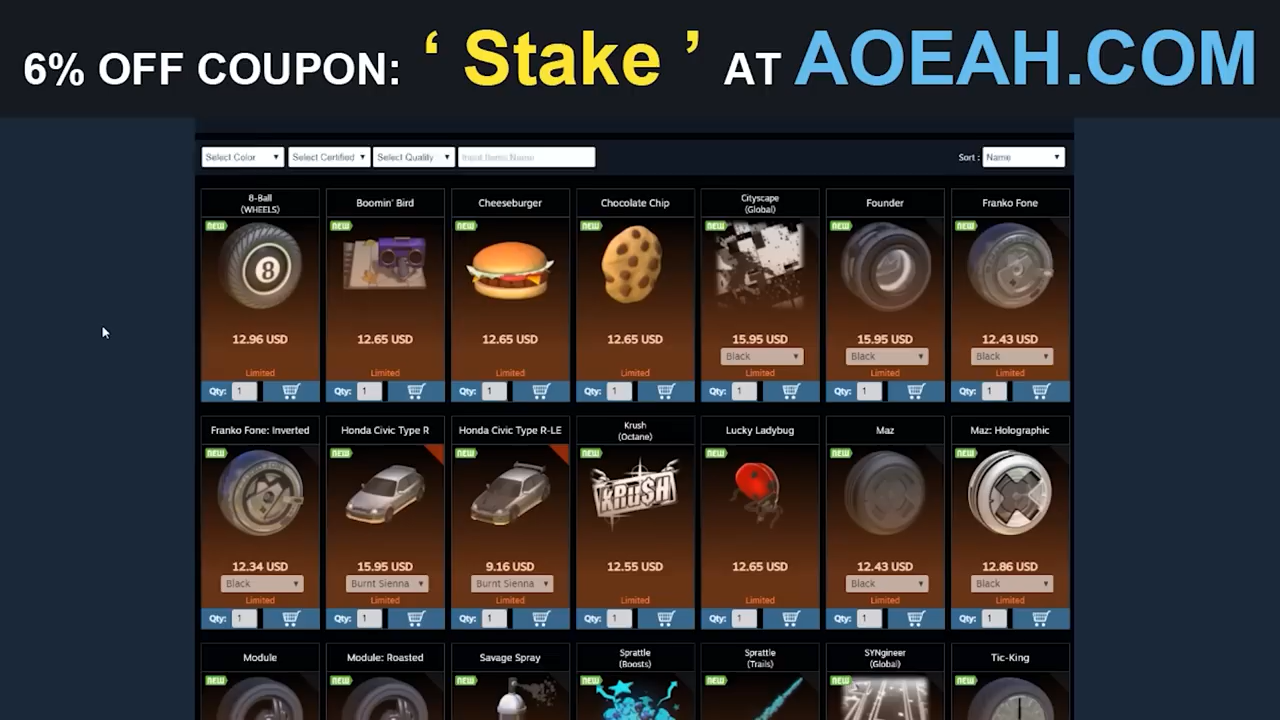 6% OFF COUPON: ‘ Stake ’ AT AOEAH.COM
Select Color Select Certified Select Quality Input Items Name Sort : Name
8-Ball
(WHEELS)
NEW
12.96 USD
Limited
Qty: 1
Boomin' Bird
NEW
12.65 USD
Limited
Qty: 1
Cheeseburger
NEW
12.65 USD
Limited
Qty: 1
Chocolate Chip
NEW
12.65 USD
Limited
Qty: 1
Cityscape
(Global)
NEW
15.95 USD
Black
Limited
Qty: 1
Founder
NEW
15.95 USD
Black
Limited
Qty: 1
Franko Fone
NEW
12.43 USD
Black
Limited
Qty: 1
Franko Fone: Inverted
NEW
12.34 USD
Black
Limited
Qty: 1
Honda Civic Type R
NEW
15.95 USD
Burnt Sienna
Limited
Qty: 1
Honda Civic Type R-LE
NEW
9.16 USD
Burnt Sienna
Limited
Qty: 1
Krush
(Octane)
NEW
KRUSH
12.55 USD
Limited
Qty: 1
Lucky Ladybug
NEW
12.65 USD
Limited
Qty: 1
Maz
NEW
12.43 USD
Black
Limited
Qty: 1
Maz: Holographic
NEW
12.86 USD
Black
Limited
Qty: 1
Module
NEW
Module: Roasted
NEW
Savage Spray
NEW
Sprattle
(Boosts)
NEW
Sprattle
(Trails)
NEW
SYNgineer
(Global)
NEW
Tic-King
NEW